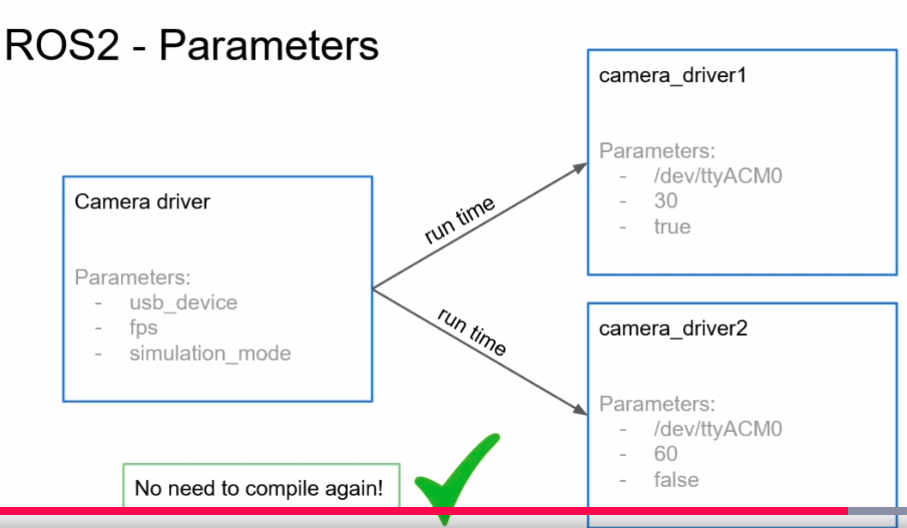 ROS2 - Parameters
Camera driver
Parameters:
- usb_device
- fps
- simulation_mode
run time
run time
camera_driver1
Parameters:
- /dev/ttyACM0
- 30
- true
camera_driver2
Parameters:
- /dev/ttyACM0
- 60
- false
No need to compile again!